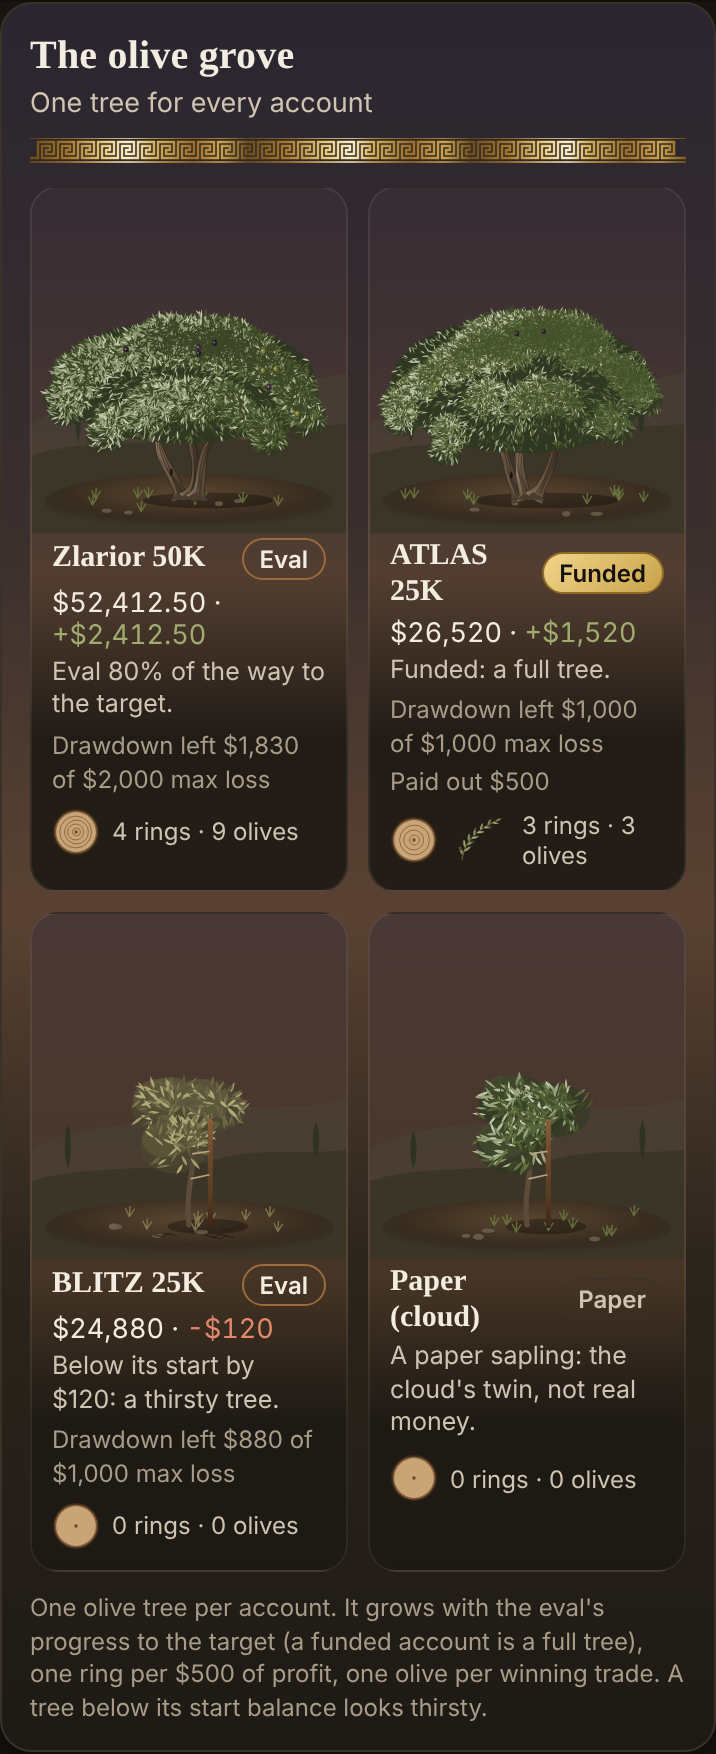 The olive grove
One tree for every account
Zlarior 50K
Eval
$52,412.50 ·
+$2,412.50
Eval 80% of the way to
the target.
Drawdown left $1,830
of $2,000 max loss
4 rings · 9 olives
ATLAS
25K
Funded
$26,520 · +$1,520
Funded: a full tree.
Drawdown left $1,000
of $1,000 max loss
Paid out $500
3 rings · 3
olives
BLITZ 25K
Eval
$24,880 · -$120
Below its start by
$120: a thirsty tree.
Drawdown left $880 of
$1,000 max loss
0 rings · 0 olives
Paper
(cloud)
Paper
A paper sapling: the
cloud's twin, not real
money.
0 rings · 0 olives
One olive tree per account. It grows with the eval's
progress to the target (a funded account is a full tree),
one ring per $500 of profit, one olive per winning trade. A
tree below its start balance looks thirsty.